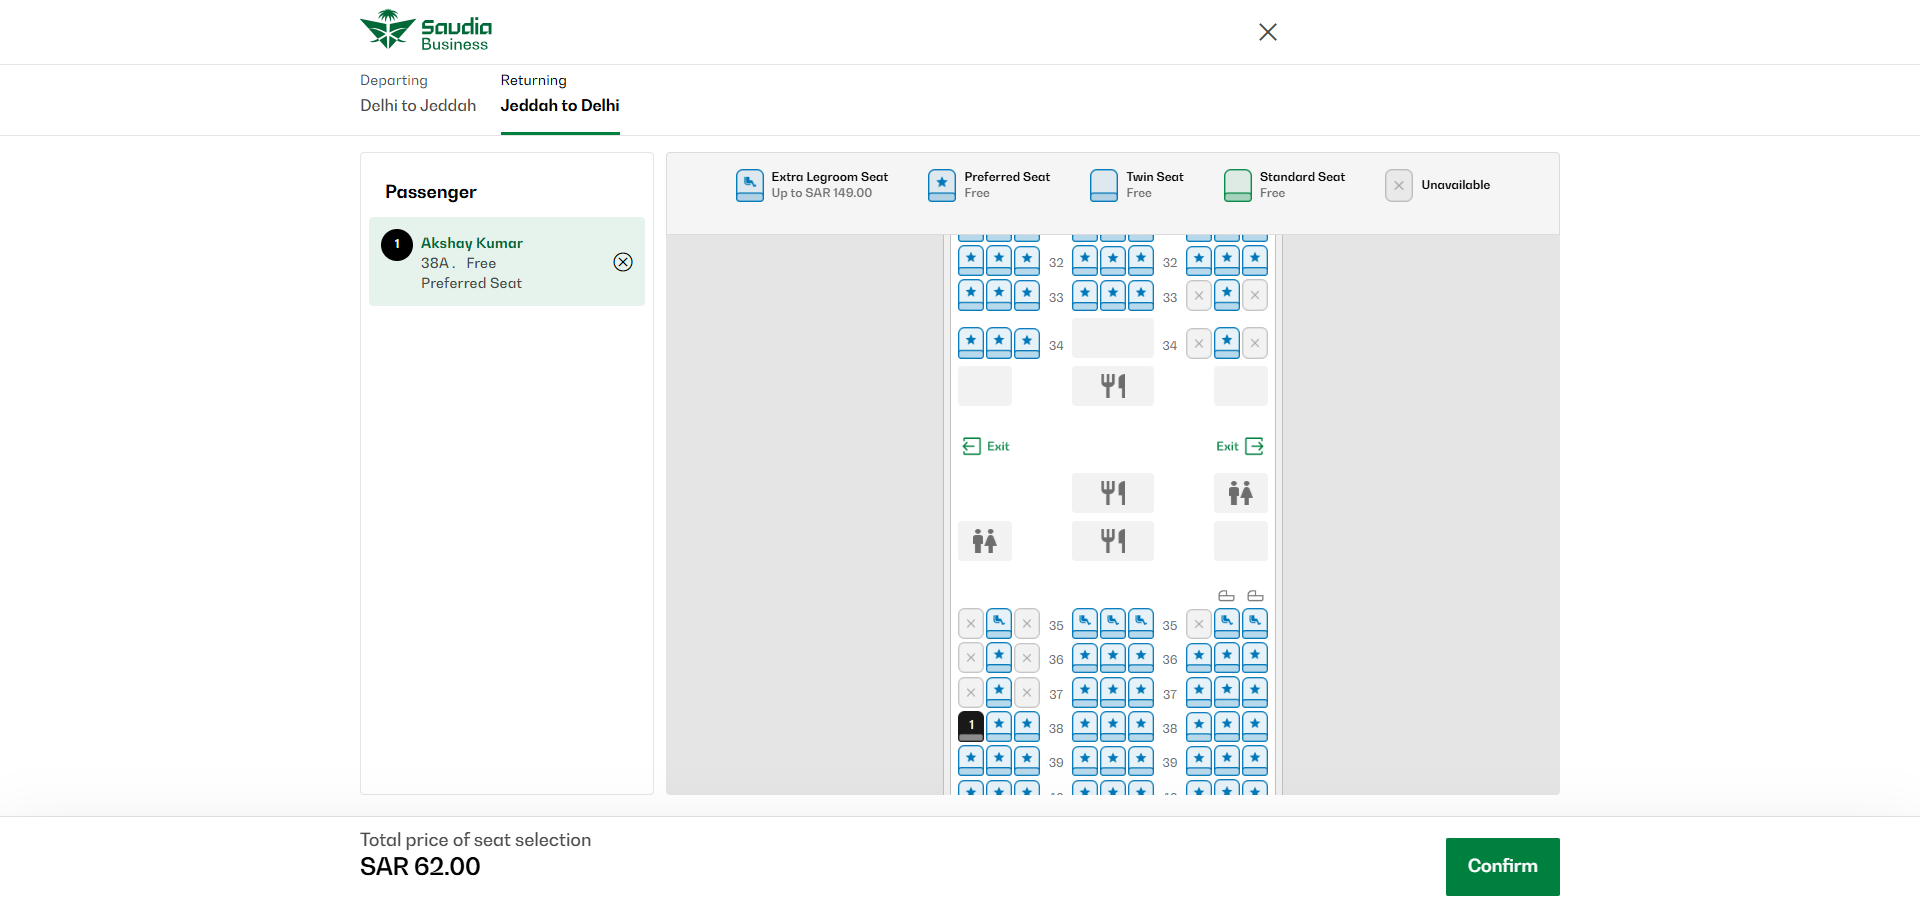 Saudia
Business
Departing
Delhi to Jeddah
Returning
Jeddah to Delhi
Passenger
1
Akshay Kumar
38A. Free
Preferred Seat
Extra Legroom Seat
Up to SAR 149.00
Preferred Seat
Free
Twin Seat
Free
Standard Seat
Free
Unavailable
32 32
33 33
34 34
Exit Exit
35 35
36 36
37 37
1 38 38
39 39
Total price of seat selection
SAR 62.00
Confirm